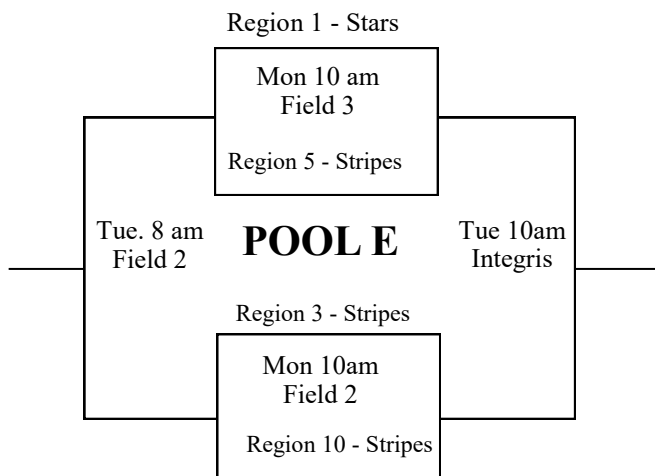 Region 1 - Stars
Mon 10 am
Field 3
Region 5 - Stripes
Tue. 8 am
Field 2
POOL E
Tue 10am
Integris
Region 3 - Stripes
Mon 10am
Field 2
Region 10 - Stripes